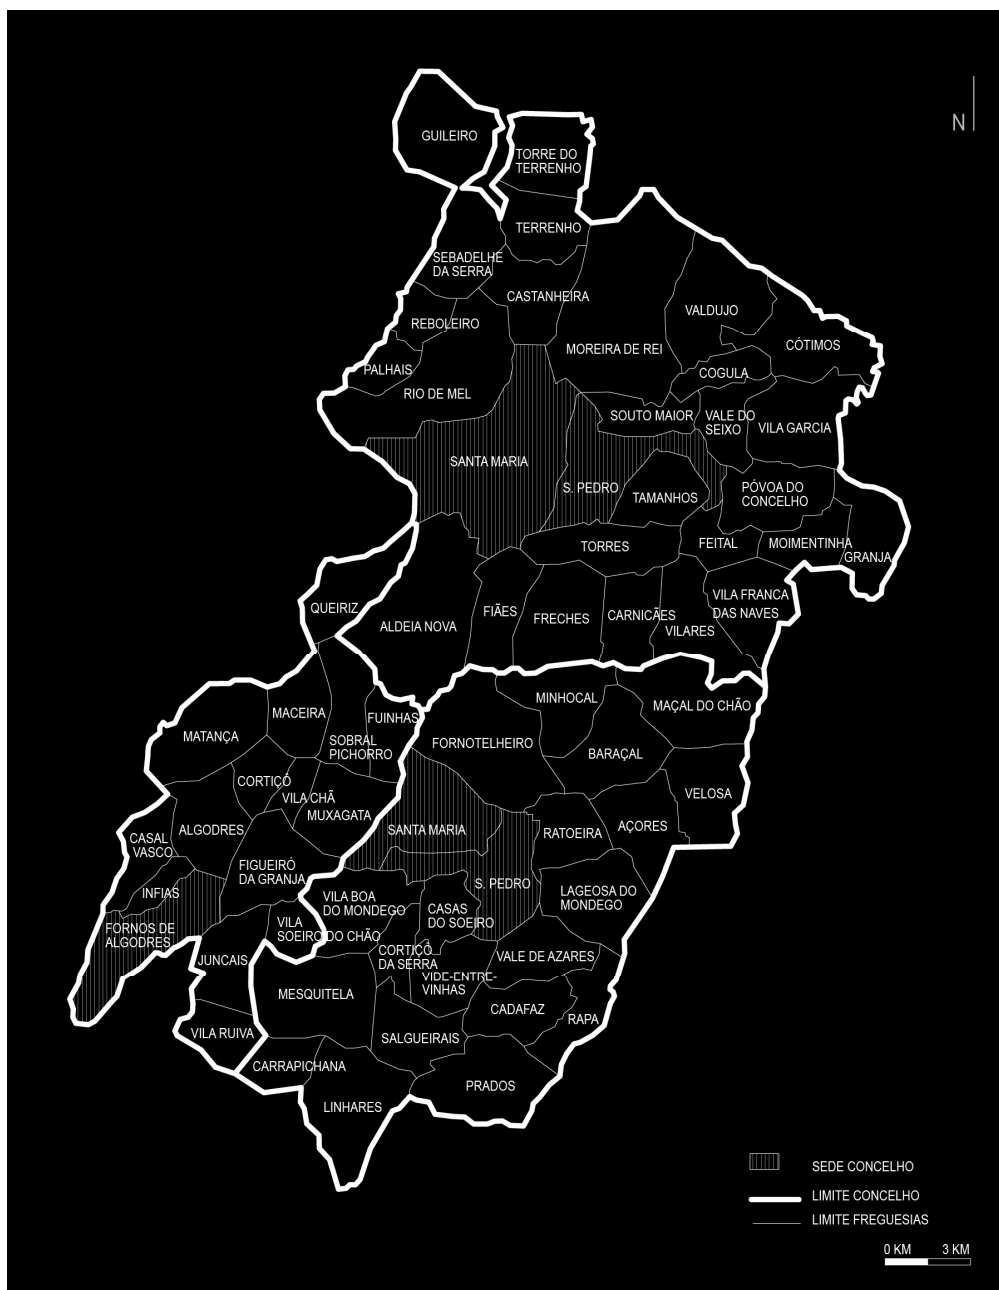 GUILEIRO
N
TORRE DO
TERRENHO
TERRENHO
SEBADELHE
DA SERRA
CASTANHEIRA
VALDUJO
REBOLEIRO
CÓTIMOS
MOREIRA DE REI
PALHAIS
COGULA
RIO DE MEL
SOUTO MAIOR
VALE DO
SEIXO
VILA GARCIA
SANTA MARIA
S. PEDRO
TAMANHOS
PÓVOA DO
CONCELHO
TORRES
FEITAL
MOIMENTINHA
GRANJA
QUEIRIZ
ALDEIA NOVA
FIÃES
FRECHES
CARNICÃES
VILARES
VILA FRANCA
DAS NAVES
MINHOCAL
MAÇAL DO CHÃO
MACEIRA
FUINHAS
MATANÇA
SOBRAL
PICHORRO
FORNOTELHEIRO
BARAÇAL
CORTIÇÔ
VILA CHÃ
MUXAGATA
VELOSA
ALGODRES
SANTA MARIA
RATOEIRA
AÇORES
CASAL
VASCO
FIGUEIRÓ
DA GRANJA
INFIAS
VILA BOA
DO MONDEGO
S. PEDRO
LAGEOSA DO
MONDEGO
CASAS
DO SOEIRO
FORNOS DE
ALGODRES
VILA
SOEIRO DO CHÃO
JUNCAIS
CORTIÇÔ
DA SERRA
VALE DE AZARES
VIDE-ENTRE-
VINHAS
MESQUITELA
CADAFAZ
RAPA
VILA RUIVA
SALGUEIRAIS
CARRAPICHANA
PRADOS
LINHARES
SEDE CONCELHO
LIMITE CONCELHO
LIMITE FREGUESIAS
0 KM 3 KM